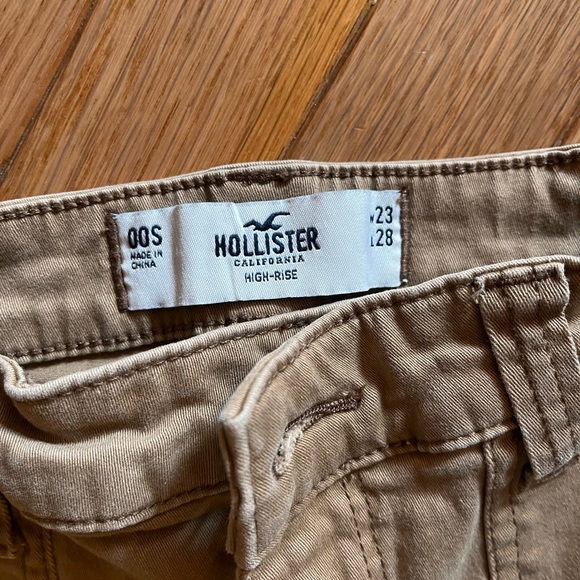 00S
MADE IN
CHINA
HOLLISTER
CALIFORNIA
HIGH-RISE
W23
L28